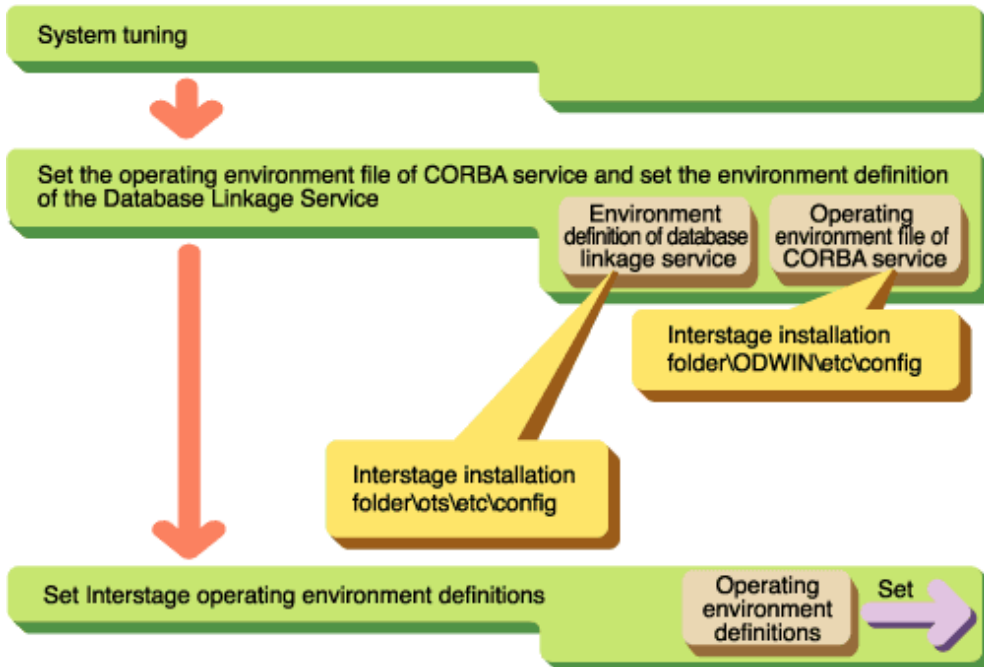 System tuning
Set the operating environment file of CORBA service and set the environment definition
of the Database Linkage Service
Environment
definition of database
linkage service
Operating
environment file of
CORBA service
Interstage installation
folder\ODWIN\etc\config
Interstage installation
folder\ots\etc\config
Set Interstage operating environment definitions
Operating
environment
definitions
Set